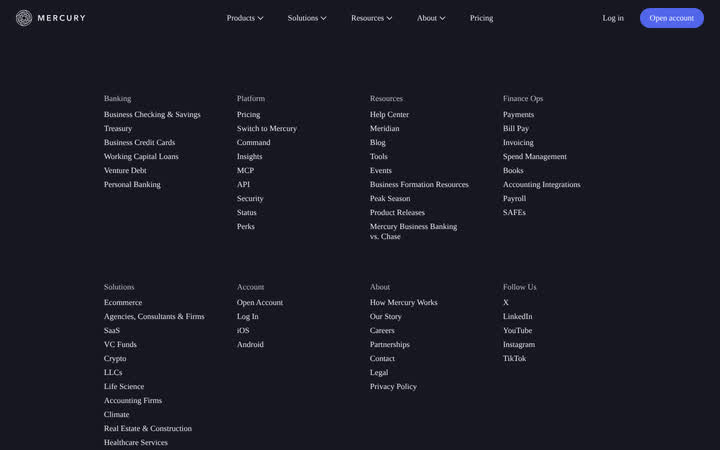 MERCURY
Products
Solutions
Resources
About
Pricing
Log in
Open account
Banking
Business Checking & Savings
Treasury
Business Credit Cards
Working Capital Loans
Venture Debt
Personal Banking
Platform
Pricing
Switch to Mercury
Command
Insights
MCP
API
Security
Status
Perks
Resources
Help Center
Meridian
Blog
Tools
Events
Business Formation Resources
Peak Season
Product Releases
Mercury Business Banking
vs. Chase
Finance Ops
Payments
Bill Pay
Invoicing
Spend Management
Books
Accounting Integrations
Payroll
SAFEs
Solutions
Ecommerce
Agencies, Consultants & Firms
SaaS
VC Funds
Crypto
LLCs
Life Science
Accounting Firms
Climate
Real Estate & Construction
Healthcare Services
Account
Open Account
Log In
iOS
Android
About
How Mercury Works
Our Story
Careers
Partnerships
Contact
Legal
Privacy Policy
Follow Us
X
LinkedIn
YouTube
Instagram
TikTok